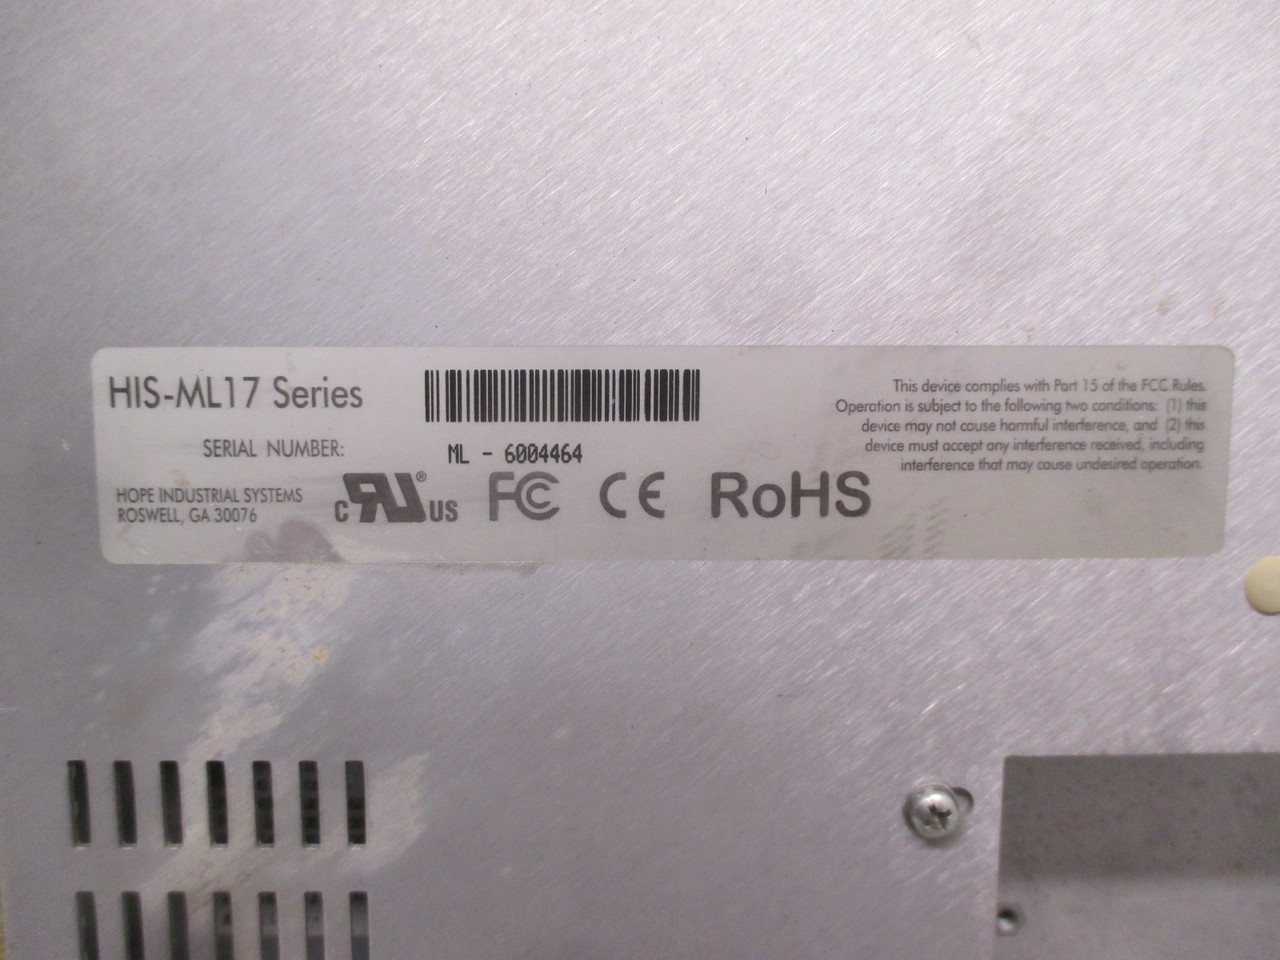 HIS-ML17 Series
SERIAL NUMBER:
ML - 6004464
HOPE INDUSTRIAL SYSTEMS
ROSWELL, GA 30076
c RU ® US FC CE RoHS
This device complies with Part 15 of the FCC Rules.
Operation is subject to the following two conditions: (1) this
device may not cause harmful interference, and (2) this
device must accept any interference received, including
interference that may cause undesired operation.